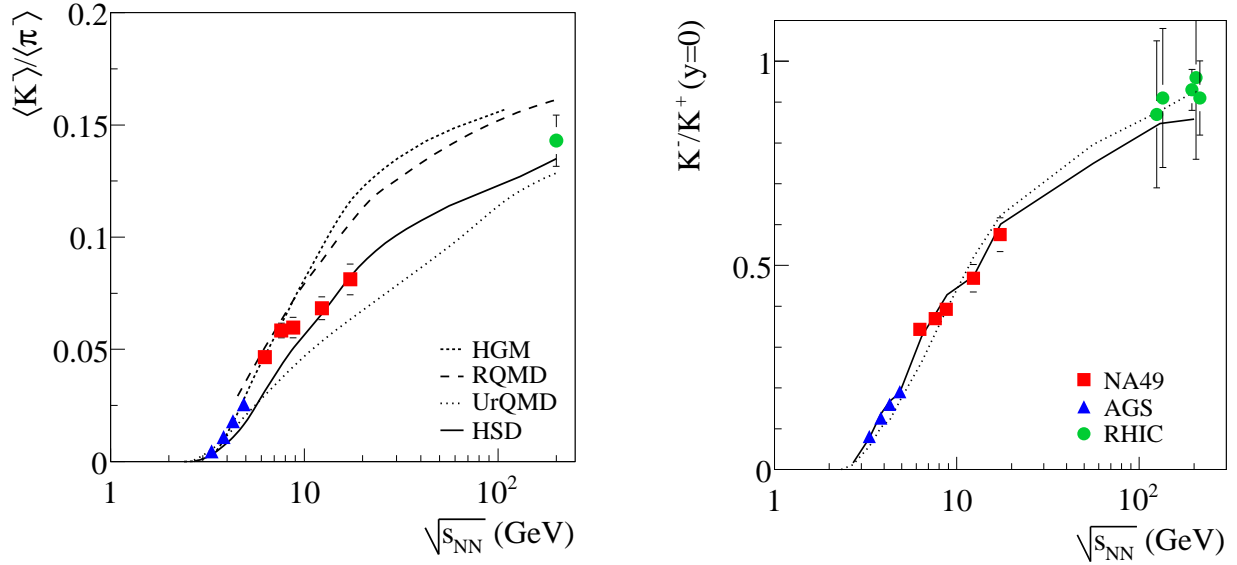 ⟨K⁻⟩/⟨π⁻⟩
0.2
0.15
0.1
0.05
0
HGM
RQMD
UrQMD
HSD
1
10
10²
√s_NN (GeV)
K⁻/K⁺ (y=0)
1
0.5
0
NA49
AGS
RHIC
1
10
10²
√s_NN (GeV)